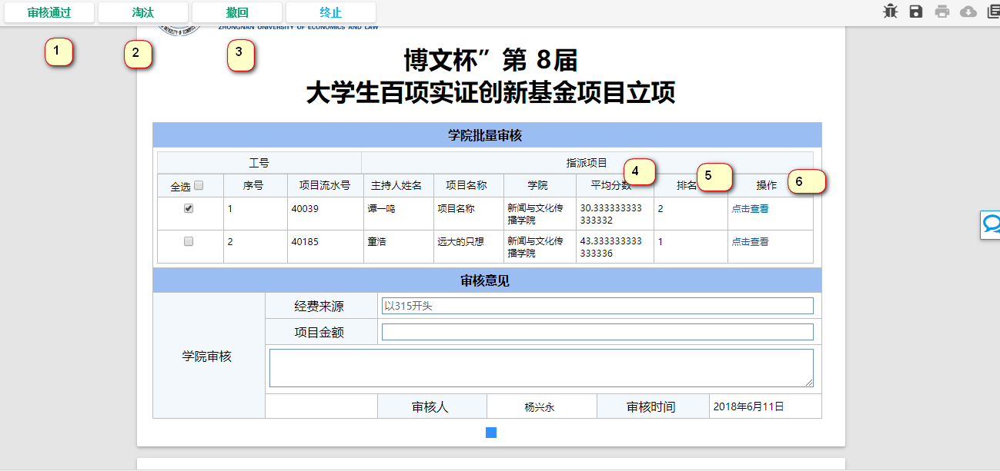 审核通过 淘汰 撤回 终止
1 2 3
ZHONGNAN UNIVERSITY OF ECONOMICS AND LAW
博文杯”第 8届
大学生百项实证创新基金项目立项
学院批量审核
工号 指派项目 4 5 6
全选 序号 项目流水号 主持人姓名 项目名称 学院 平均分数 排名 操作
1 40039 谭一鸣 项目名称 新闻与文化传播学院 30.333333333333332 2 点击查看
2 40185 童浩 远大的只想 新闻与文化传播学院 43.333333333333336 1 点击查看
审核意见
学院审核
经费来源 以315开头
项目金额
审核人 杨兴永 审核时间 2018年6月11日